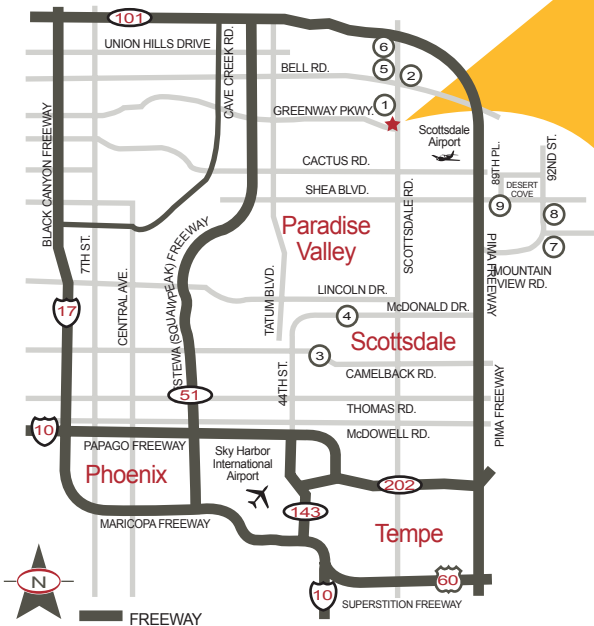 101
UNION HILLS DRIVE
CAVE CREEK RD.
6
BELL RD.
5
2
BLACK CANYON FREEWAY
GREENWAY PKWY.
1
Scottsdale
Airport
CACTUS RD.
89TH PL.
92ND ST.
SHEA BLVD.
DESERT
COVE
9
8
SCOTTSDALE RD.
Paradise
Valley
7TH ST.
7
PIMA FREEWAY
MOUNTAIN
VIEW RD.
CENTRAL AVE.
STEWA (SQUAW PEAK) FREEWAY
TATUM BLVD.
LINCOLN DR.
McDONALD DR.
17
4
Scottsdale
3
CAMELBACK RD.
44TH ST.
51
THOMAS RD.
PIMA FREEWAY
10
McDOWELL RD.
PAPAGO FREEWAY
Sky Harbor
International
Airport
Phoenix
202
143
MARICOPA FREEWAY
Tempe
N
60
10
SUPERSTITION FREEWAY
FREEWAY